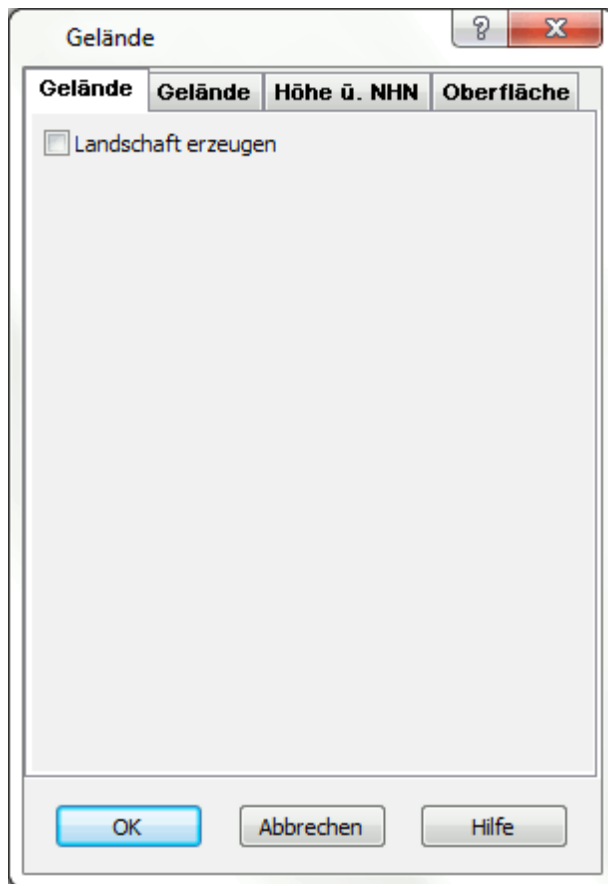 Gelände
Gelände Gelände Höhe ü. NHN Oberfläche
Landschaft erzeugen
OK Abbrechen Hilfe